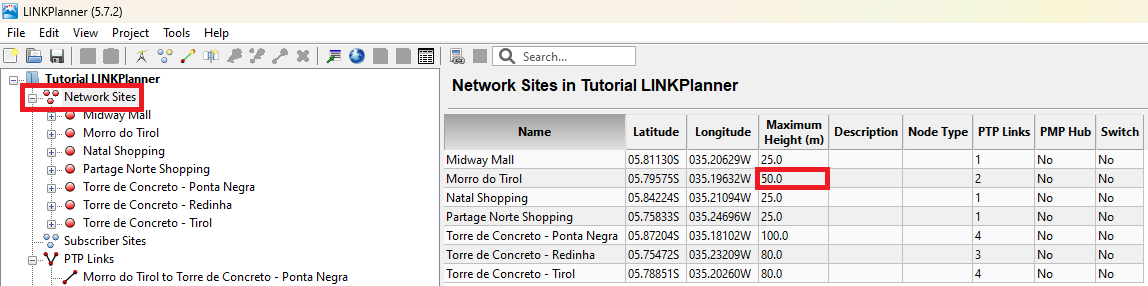 LINKPlanner (5.7.2)
File Edit View Project Tools Help
Search...
Tutorial LINKPlanner
Network Sites
Midway Mall
Morro do Tirol
Natal Shopping
Partage Norte Shopping
Torre de Concreto - Ponta Negra
Torre de Concreto - Redinha
Torre de Concreto - Tirol
Subscriber Sites
PTP Links
Morro do Tirol to Torre de Concreto - Ponta Negra
Network Sites in Tutorial LINKPlanner
Name Latitude Longitude Maximum Height (m) Description Node Type PTP Links PMP Hub Switch
Midway Mall 05.81130S 035.20629W 25.0 1 No No
Morro do Tirol 05.79575S 035.19632W 50.0 2 No No
Natal Shopping 05.84224S 035.21094W 25.0 1 No No
Partage Norte Shopping 05.75833S 035.24696W 25.0 1 No No
Torre de Concreto - Ponta Negra 05.87204S 035.18102W 100.0 4 No No
Torre de Concreto - Redinha 05.75472S 035.23209W 80.0 3 No No
Torre de Concreto - Tirol 05.78851S 035.20260W 80.0 4 No No